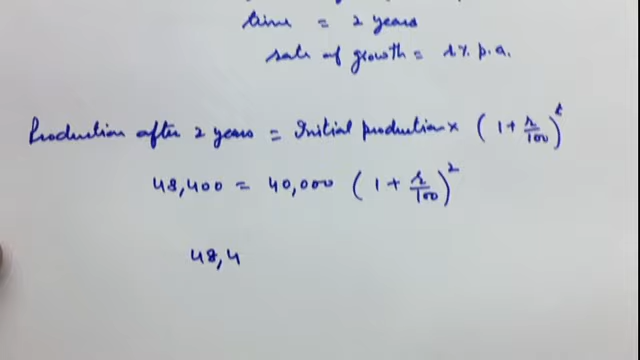 time = 2 years
rate of growth = r% p.a.
Production after 2 years = Initial production × (1 + r/100)^t
48,400 = 40,000 (1 + r/100)^2
48,4